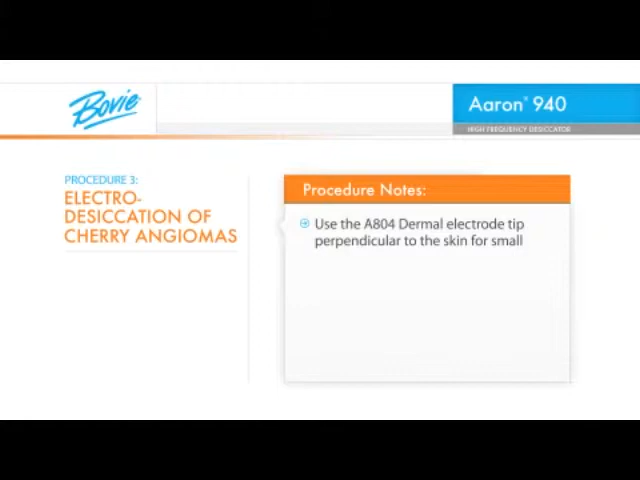 Bovie
Aaron® 940
HIGH FREQUENCY DESICCATOR
PROCEDURE 3:
ELECTRO-
DESICCATION OF
CHERRY ANGIOMAS
Procedure Notes:
Use the A804 Dermal electrode tip
perpendicular to the skin for small